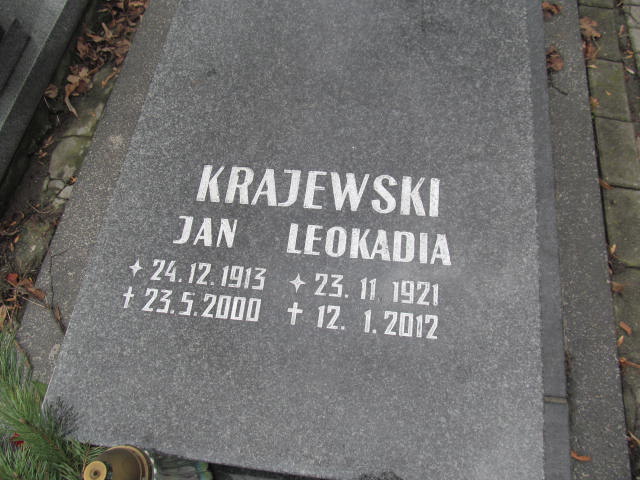 KRAJEWSKI
JAN LEOKADIA
✦ 24.12.1913 ✦ 23.11.1921
✝ 23.5.2000 ✝ 12.1.2012